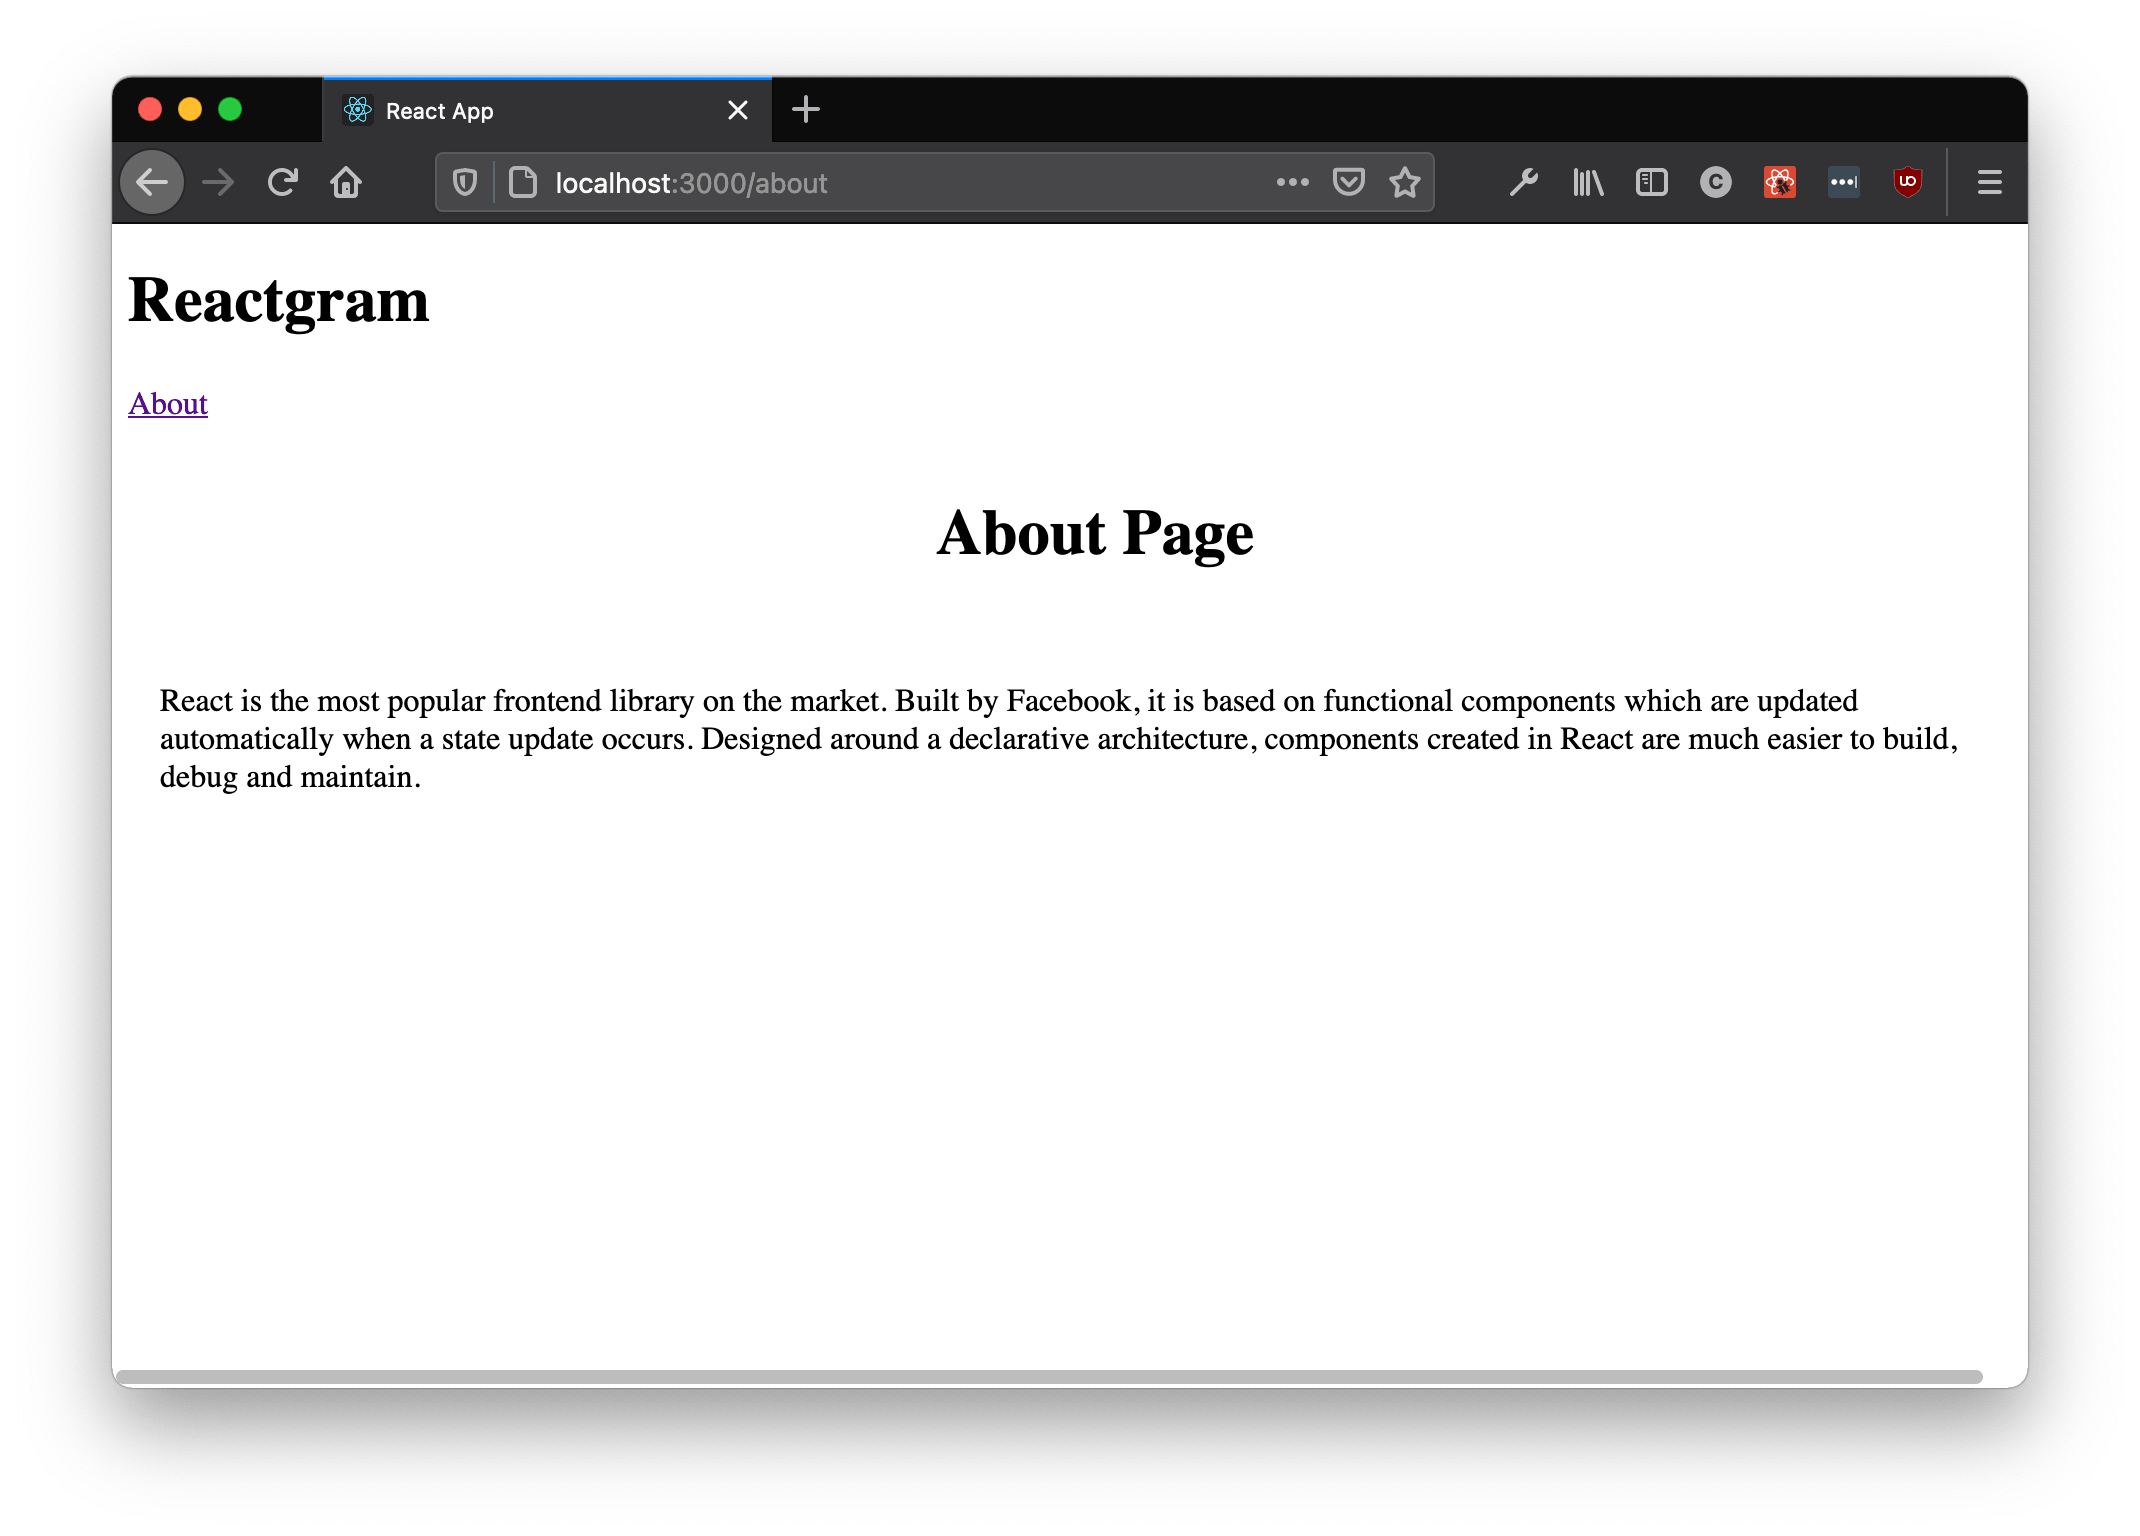 React App
localhost:3000/about
Reactgram
About
About Page
React is the most popular frontend library on the market. Built by Facebook, it is based on functional components which are updated
automatically when a state update occurs. Designed around a declarative architecture, components created in React are much easier to build,
debug and maintain.